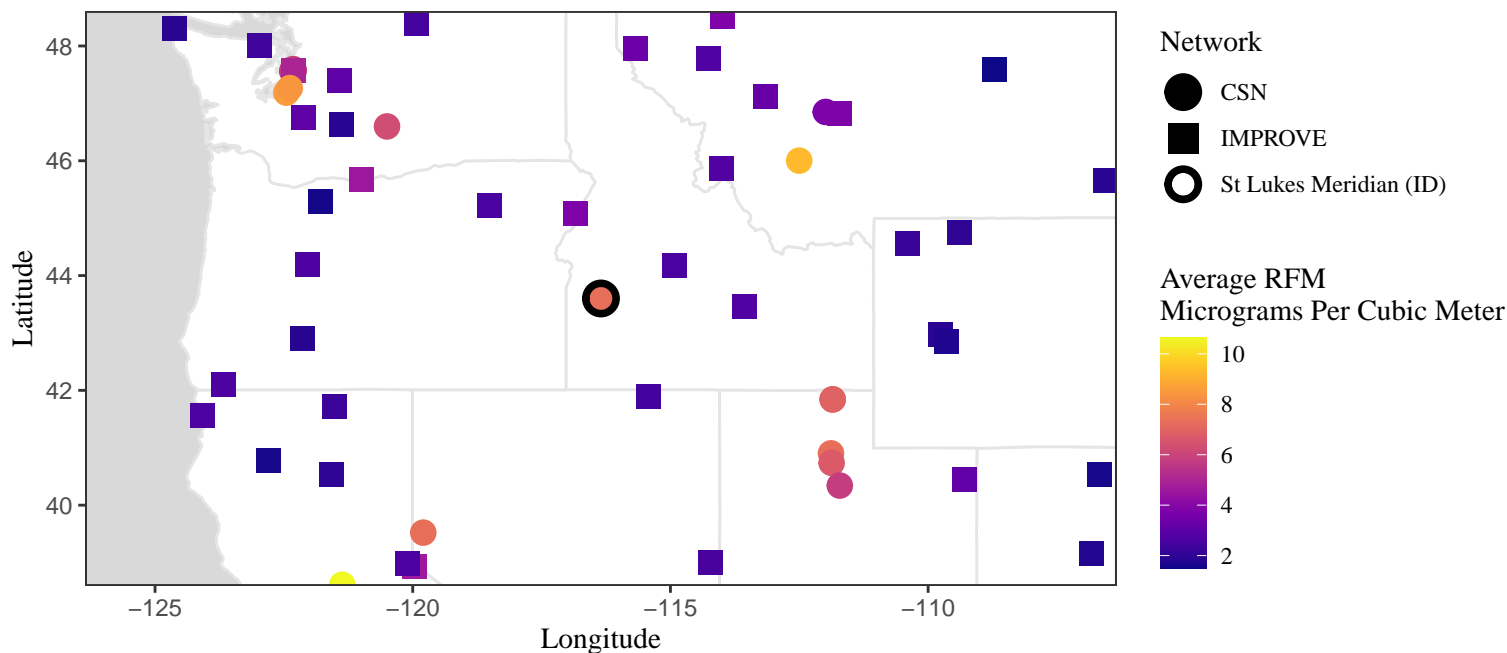 48
46
44
42
40
Latitude
−125
−120
−115
−110
Longitude
Network
CSN
IMPROVE
St Lukes Meridian (ID)
Average RFM
Micrograms Per Cubic Meter
10
8
6
4
2